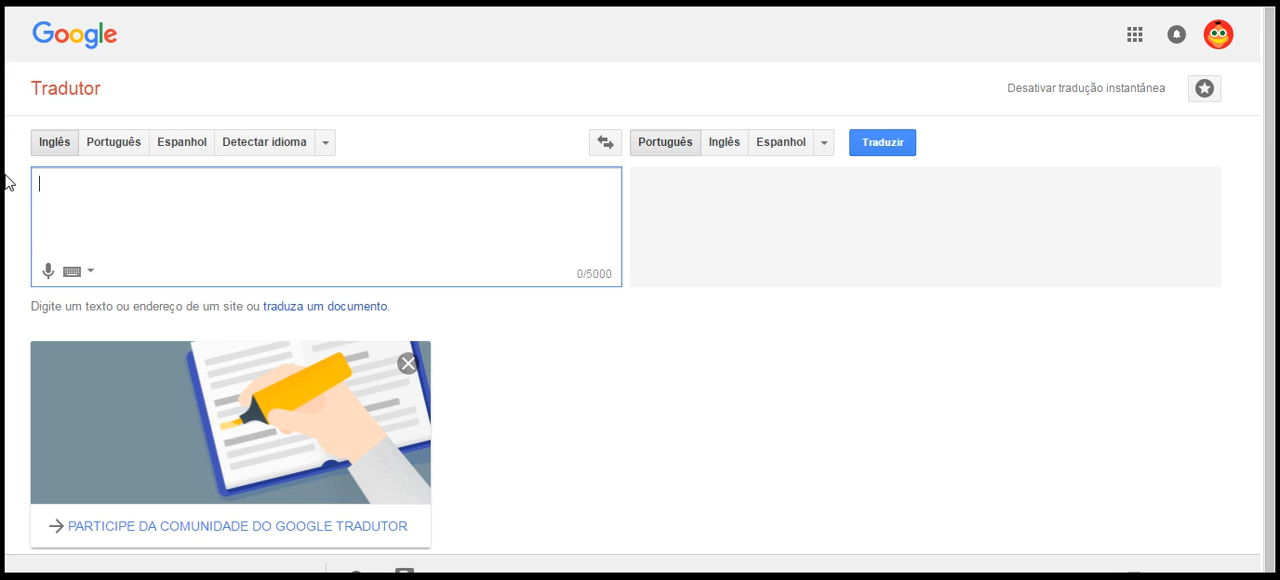 Google
Tradutor
Desativar tradução instantânea
Inglês Português Espanhol Detectar idioma
Português Inglês Espanhol
Traduzir
0/5000
Digite um texto ou endereço de um site ou traduza um documento.
PARTICIPE DA COMUNIDADE DO GOOGLE TRADUTOR